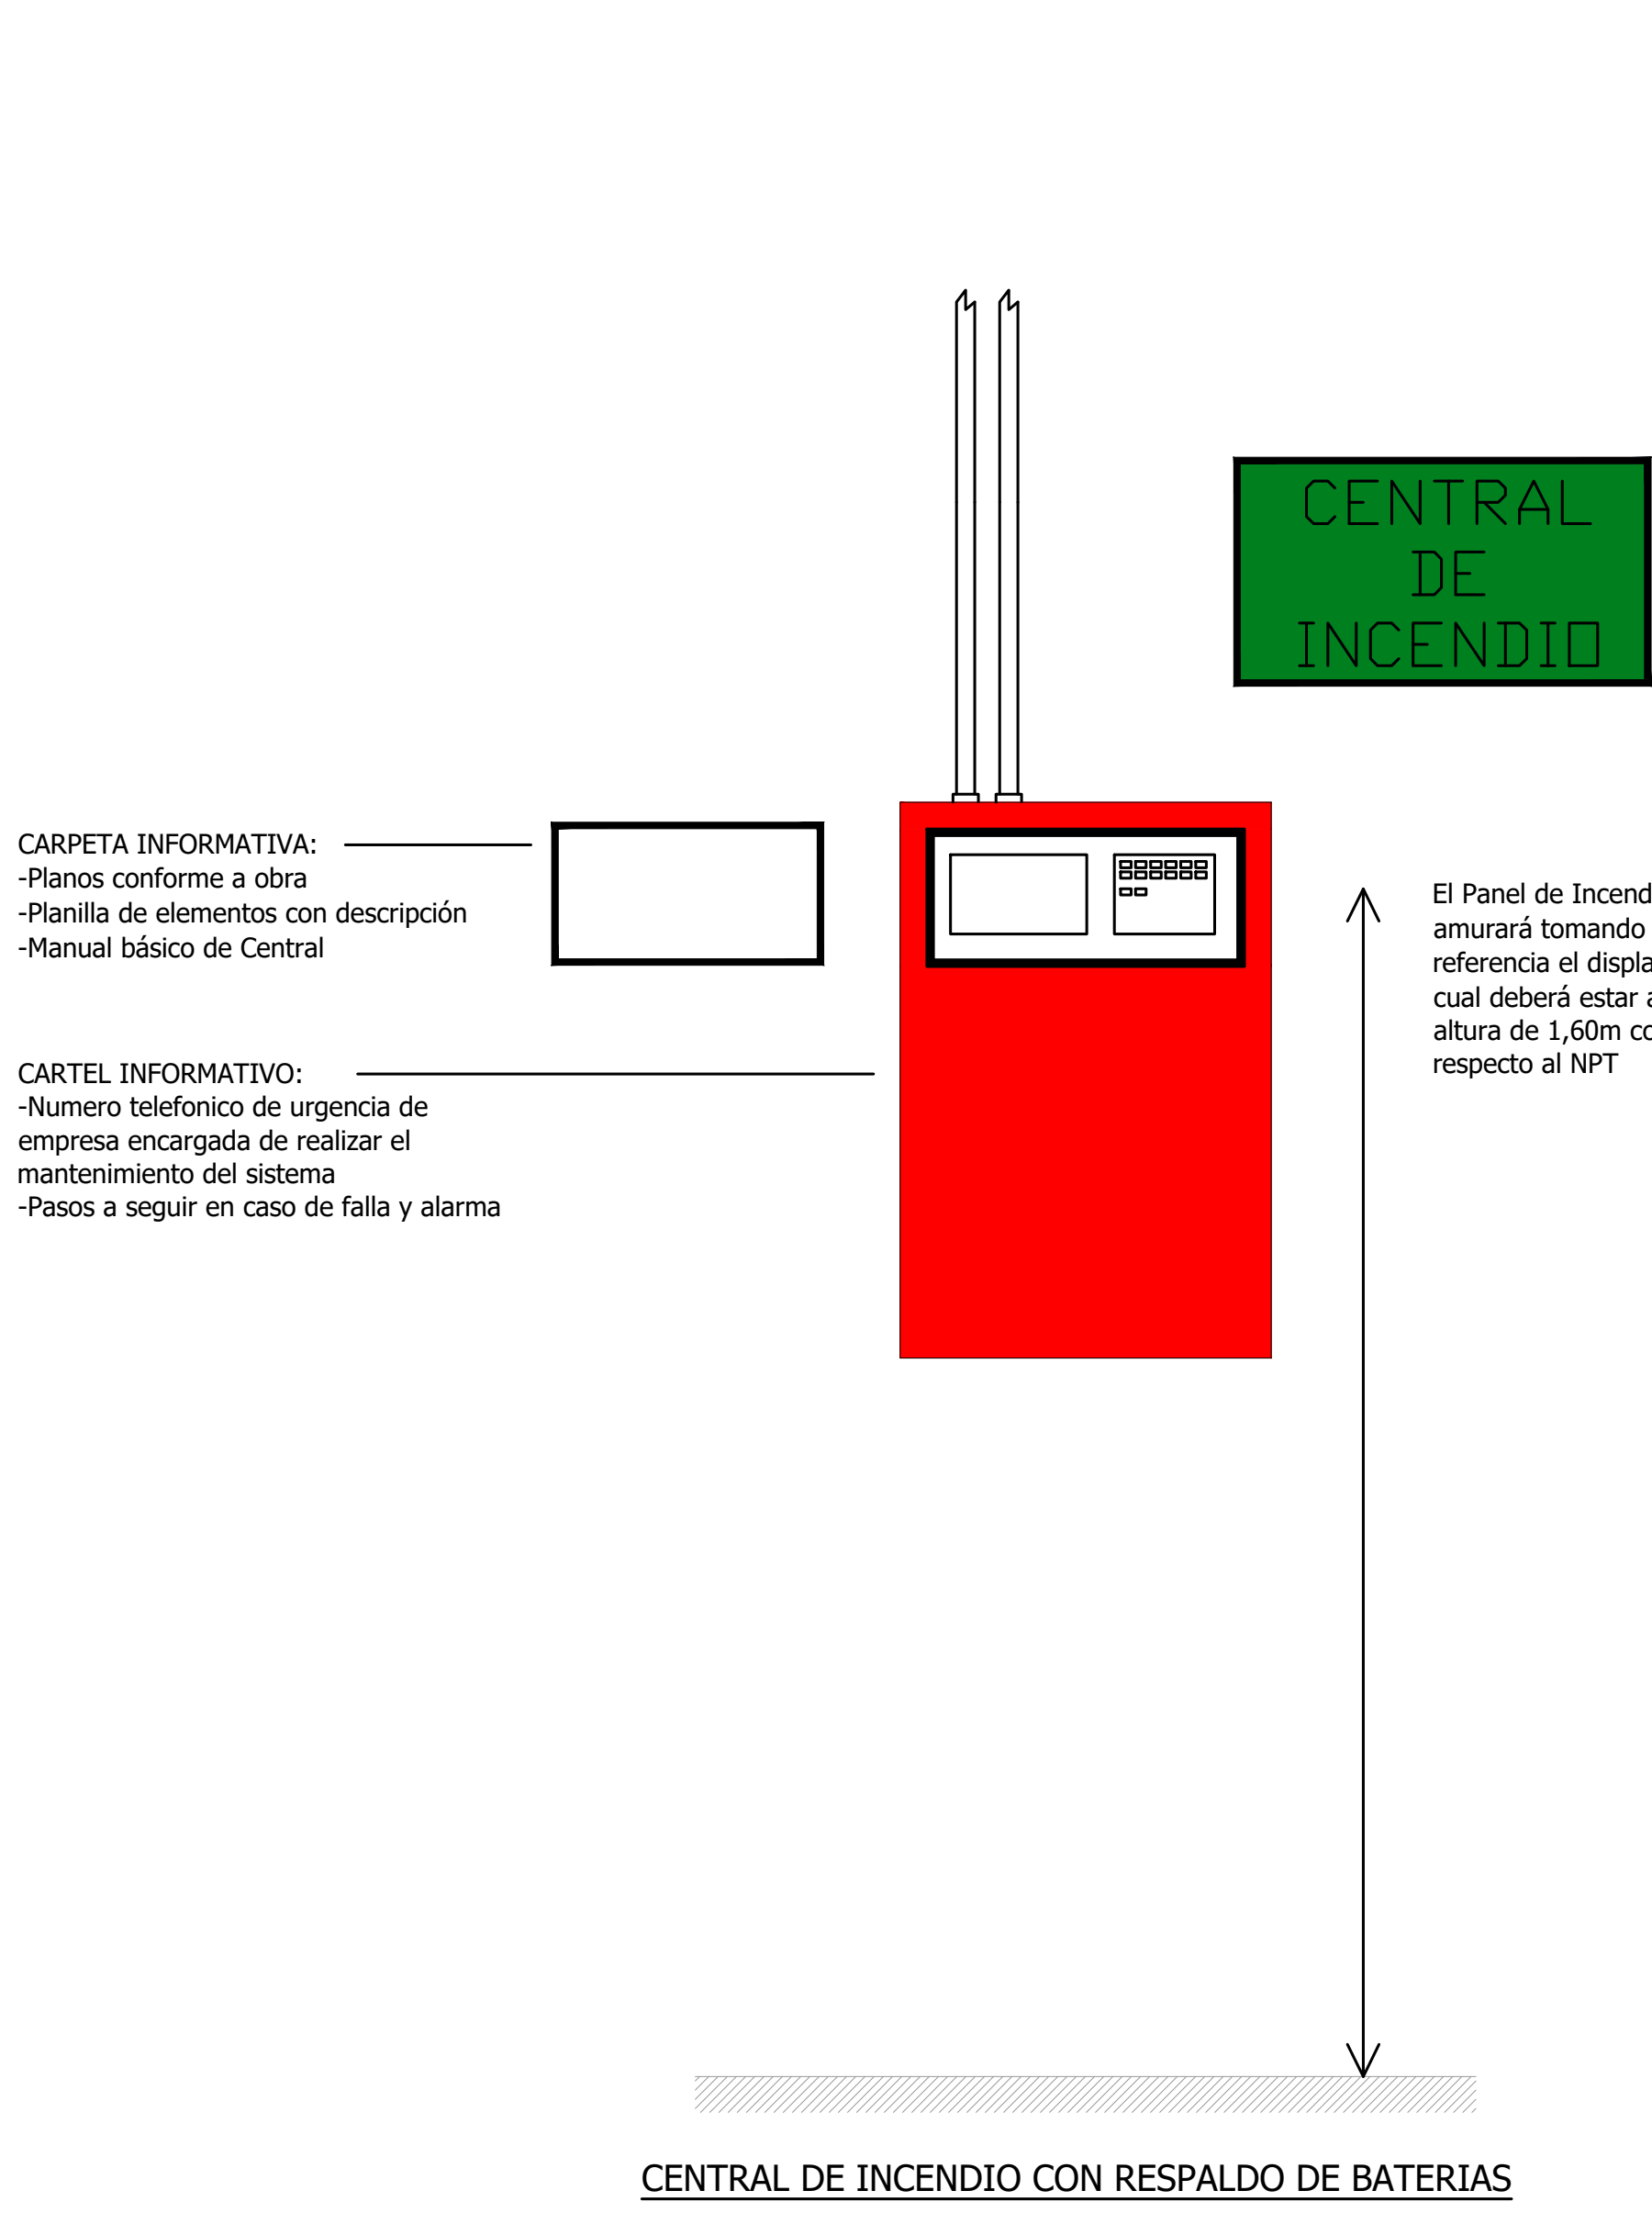 CENTRAL
DE
INCENDIO
CARPETA INFORMATIVA:
-Planos conforme a obra
-Planilla de elementos con descripción
-Manual básico de Central
CARTEL INFORMATIVO:
-Numero telefonico de urgencia de
empresa encargada de realizar el
mantenimiento del sistema
-Pasos a seguir en caso de falla y alarma
El Panel de
amurará tomando
referencia el
cual deberá estar
altura de 1,60m
respecto al NPT
CENTRAL DE INCENDIO CON RESPALDO DE BATERIAS